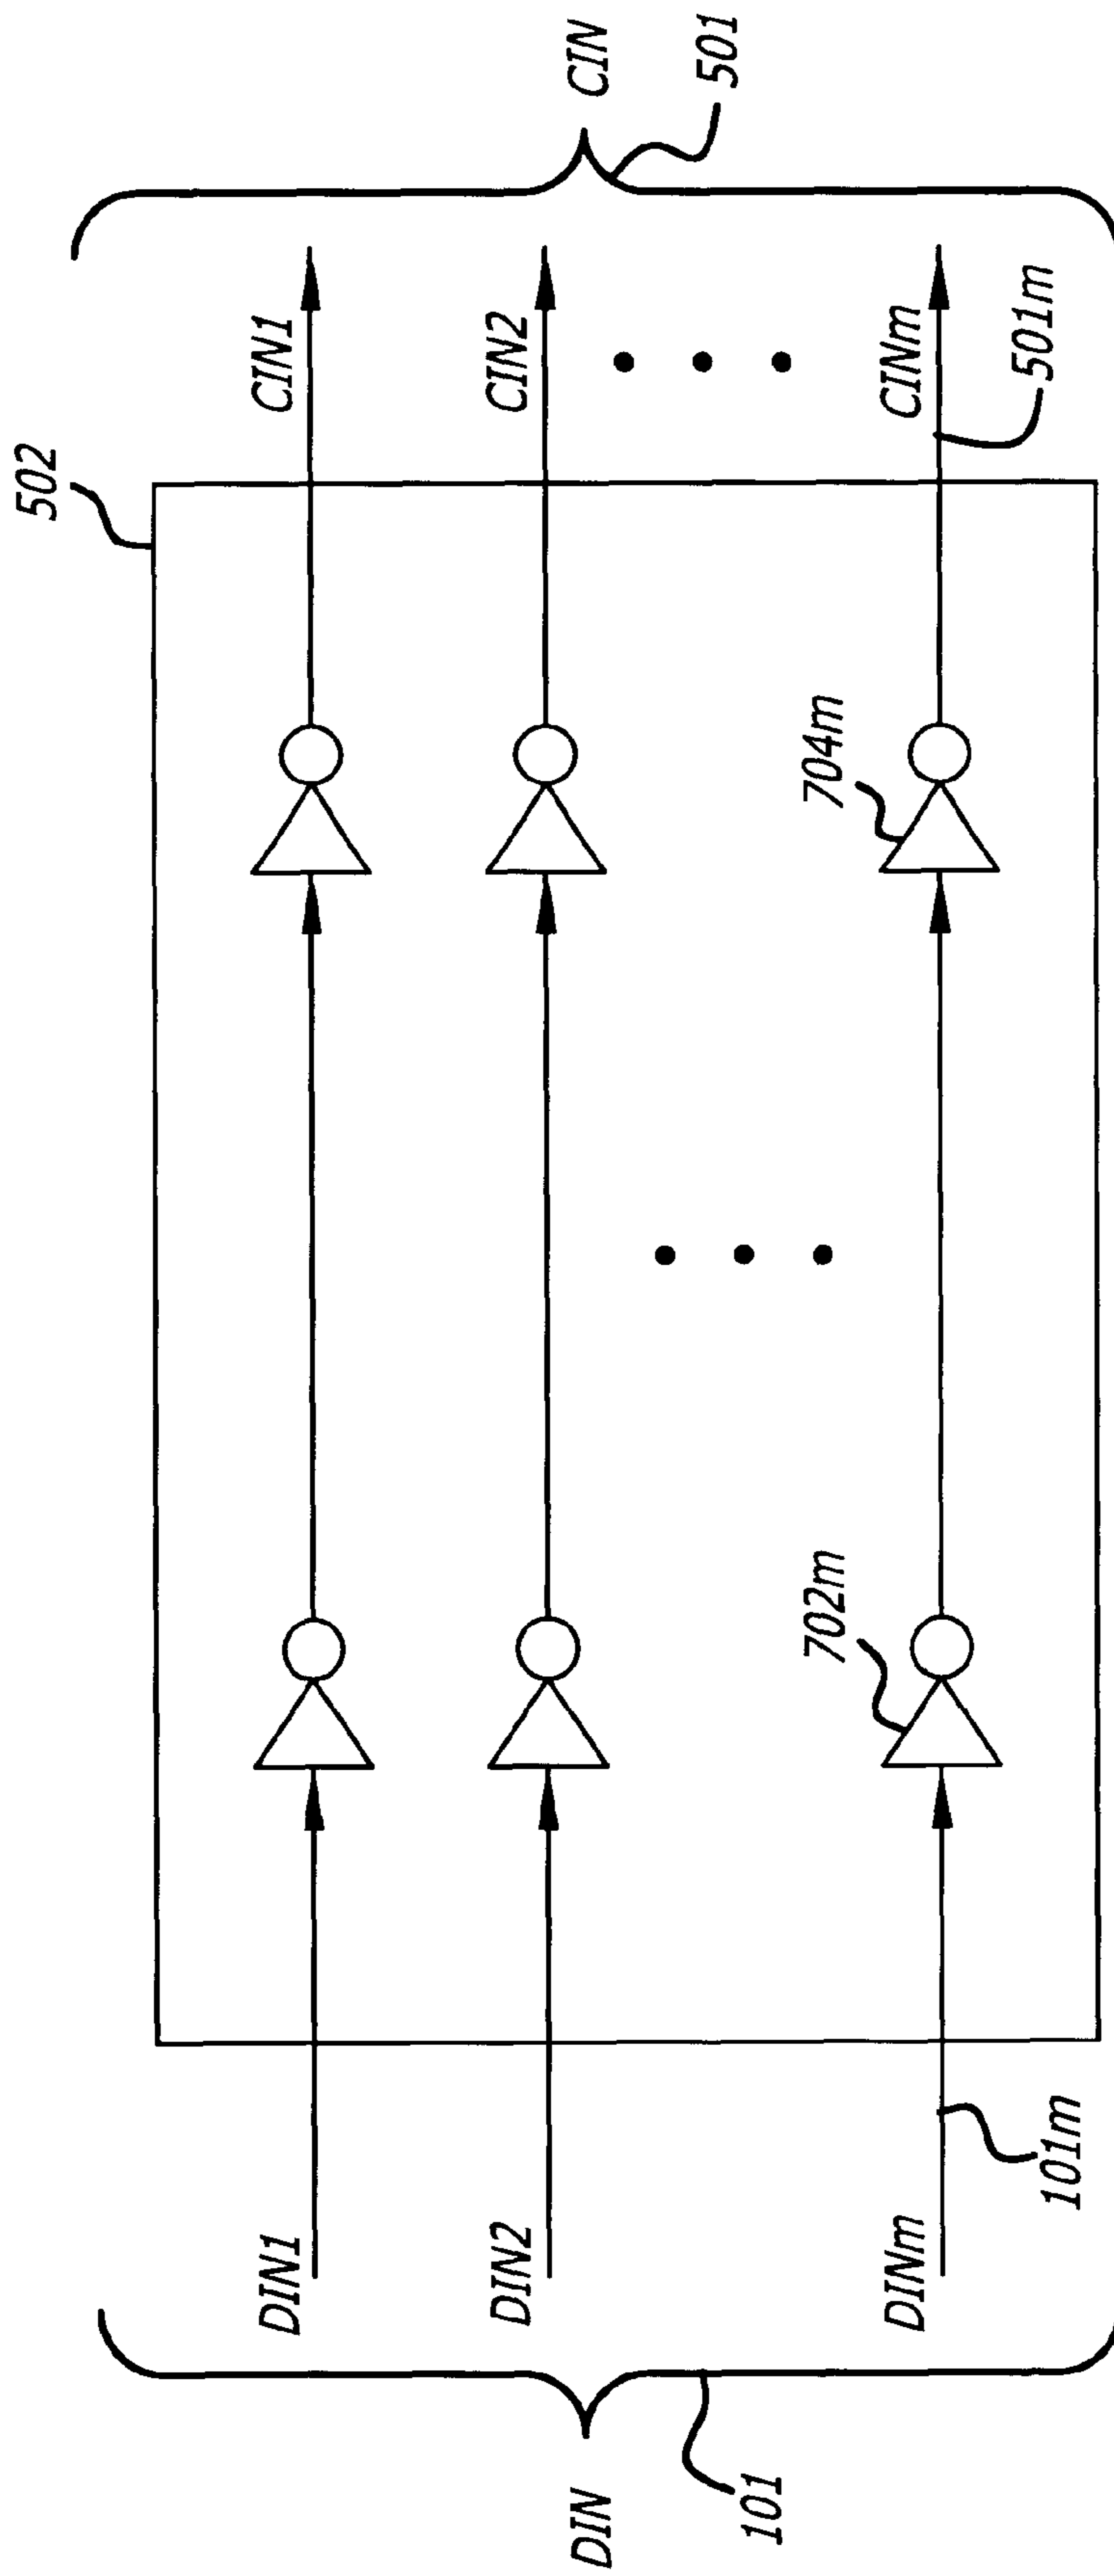 502
DIN
101
DIN1
DIN2
DINm
101m
702m
704m
CIN1
CIN2
CINm
501m
CIN
501